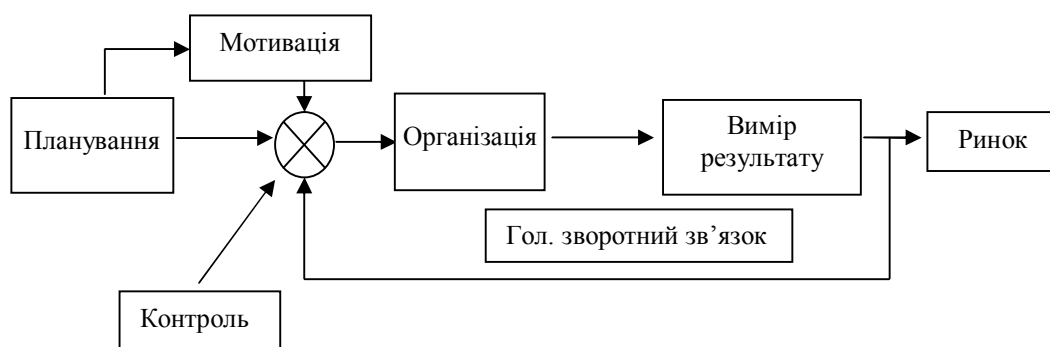 Мотивація
Планування
Організація
Вимір
результату
Ринок
Гол. зворотний зв’язок
Контроль